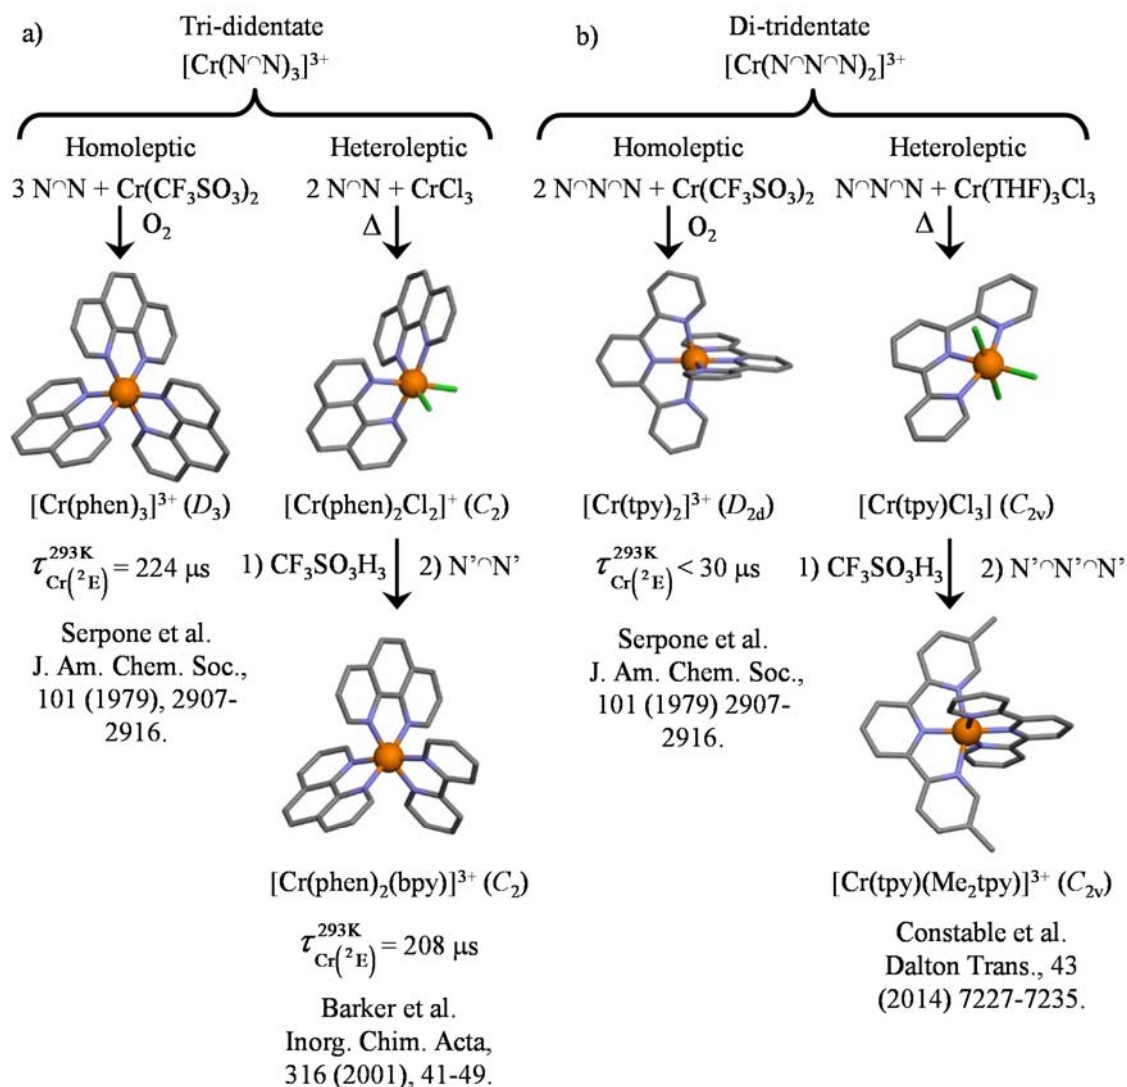 a)
Tri-didentate
[Cr(N⌒N)₃]³⁺
Homoleptic
3 N⌒N + Cr(CF₃SO₃)₂
O₂
[Cr(phen)₃]³⁺ (D₃)
τ 293K Cr(²E) = 224 μs
Serpone et al.
J. Am. Chem. Soc.,
101 (1979), 2907-
2916.
Heteroleptic
2 N⌒N + CrCl₃
Δ
[Cr(phen)₂Cl₂]⁺ (C₂)
1) CF₃SO₃H₃ 2) N’⌒N’
[Cr(phen)₂(bpy)]³⁺ (C₂)
τ 293K Cr(²E) = 208 μs
Barker et al.
Inorg. Chim. Acta,
316 (2001), 41-49.
b)
Di-tridentate
[Cr(N⌒N⌒N)₂]³⁺
Homoleptic
2 N⌒N⌒N + Cr(CF₃SO₃)₂
O₂
[Cr(tpy)₂]³⁺ (D₂d)
τ 293K Cr(²E) < 30 μs
Serpone et al.
J. Am. Chem. Soc.,
101 (1979) 2907-
2916.
Heteroleptic
N⌒N⌒N + Cr(THF)₃Cl₃
Δ
[Cr(tpy)Cl₃] (C₂v)
1) CF₃SO₃H₃ 2) N’⌒N’⌒N’
[Cr(tpy)(Me₂tpy)]³⁺ (C₂v)
Constable et al.
Dalton Trans., 43
(2014) 7227-7235.